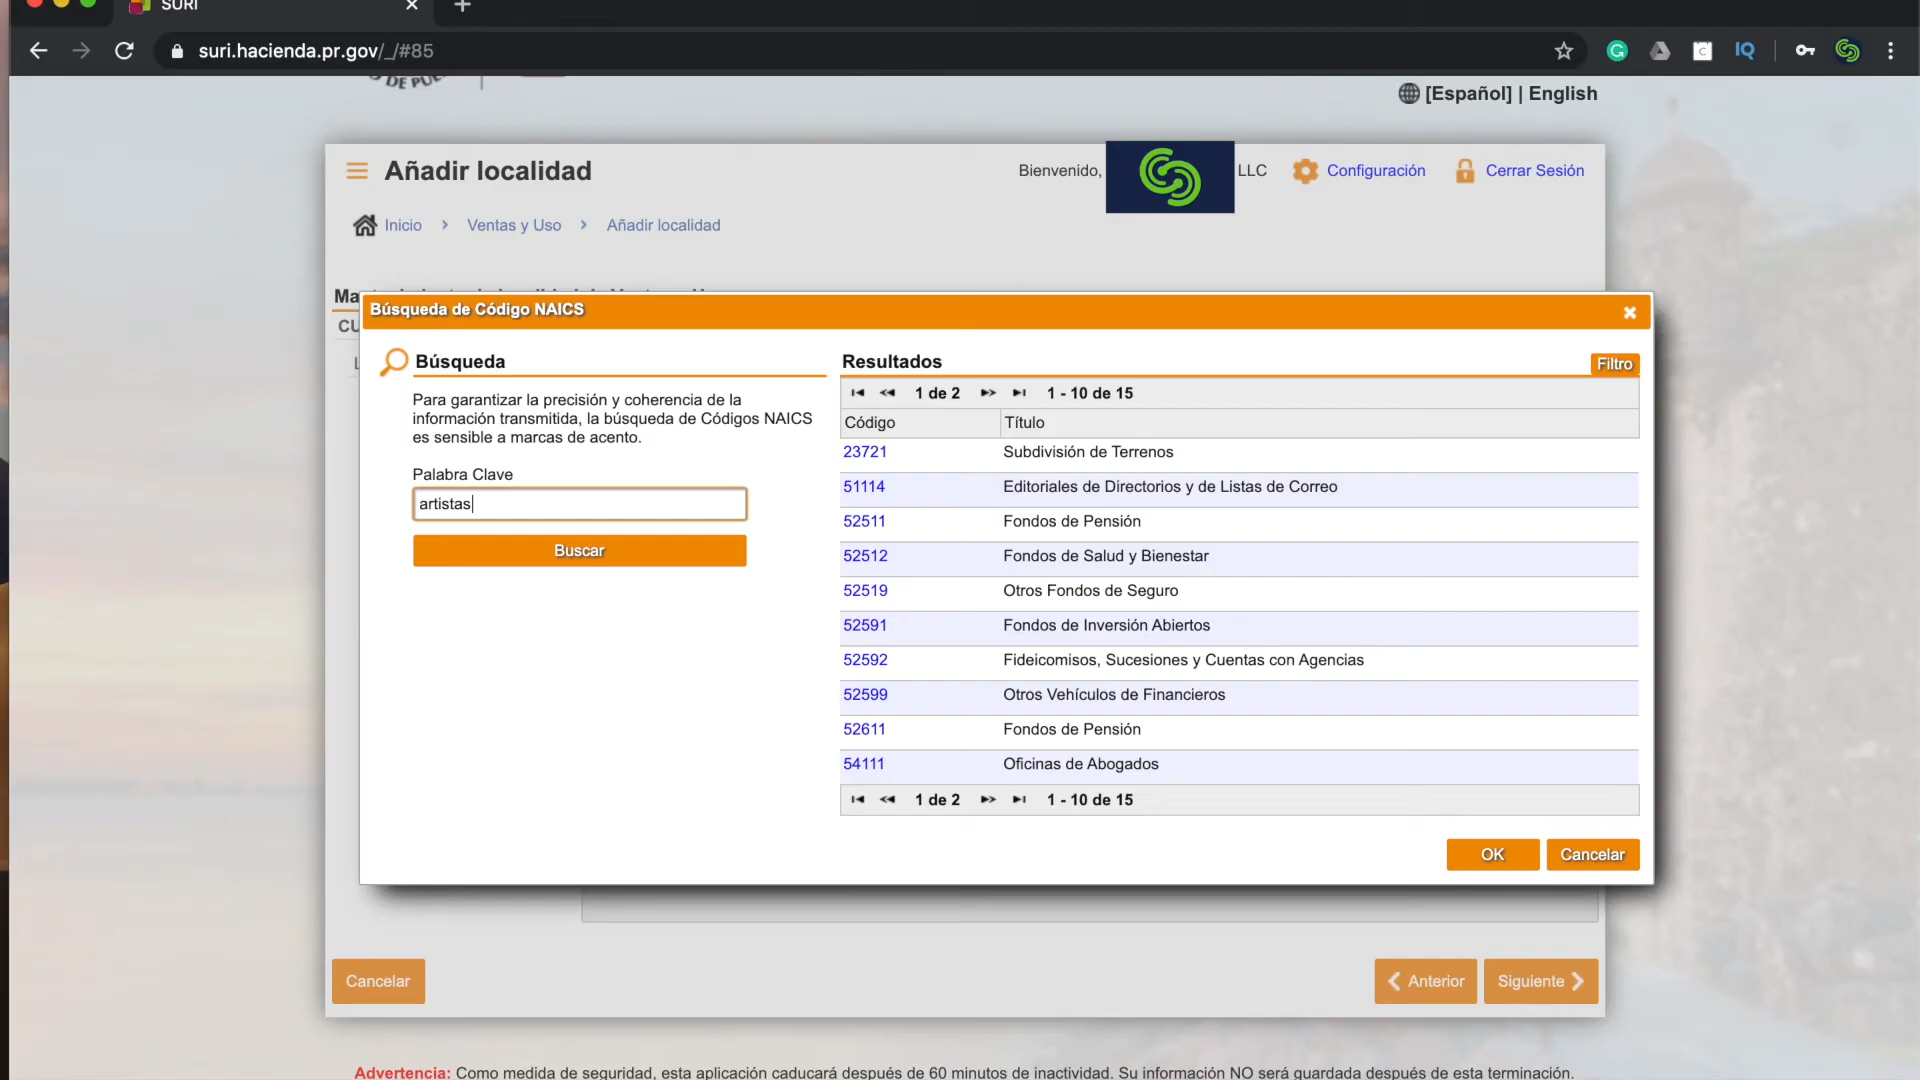 SURI
suri.hacienda.pr.gov/_/#85
DE PUE
[Español] | English
Añadir localidad
Bienvenido, LLC Configuración Cerrar Sesión
Inicio > Ventas y Uso > Añadir localidad
Búsqueda de Código NAICS
Búsqueda
Para garantizar la precisión y coherencia de la
información transmitida, la búsqueda de Códigos NAICS
es sensible a marcas de acento.
Palabra Clave
artistas
Buscar
Resultados Filtro
1 de 2 1 - 10 de 15
Código Título
23721 Subdivisión de Terrenos
51114 Editoriales de Directorios y de Listas de Correo
52511 Fondos de Pensión
52512 Fondos de Salud y Bienestar
52519 Otros Fondos de Seguro
52591 Fondos de Inversión Abiertos
52592 Fideicomisos, Sucesiones y Cuentas con Agencias
52599 Otros Vehículos de Financieros
52611 Fondos de Pensión
54111 Oficinas de Abogados
1 de 2 1 - 10 de 15
OK Cancelar
Cancelar Anterior Siguiente
Advertencia: Como medida de seguridad, esta aplicación caducará después de 60 minutos de inactividad. Su información NO será guardada después de esta terminación.